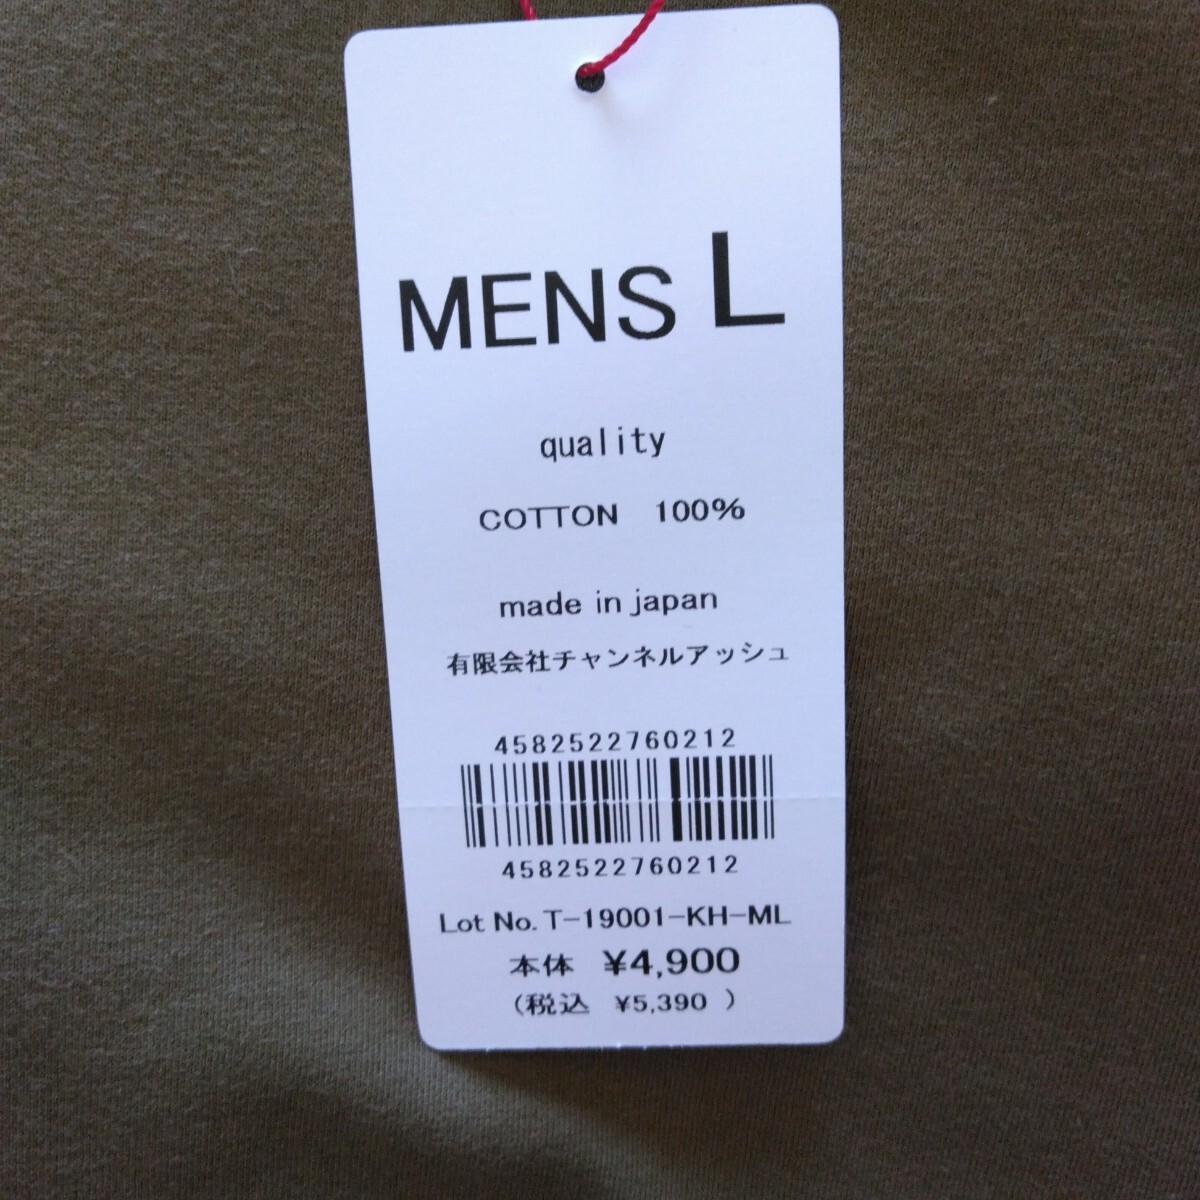 MENS L
quality
COTTON 100%
made in japan
有限会社チャンネルアッシュ
4582522760212
4582522760212
Lot No. T-19001-KH-ML
本体 ¥4,900
(税込 ¥5,390 )